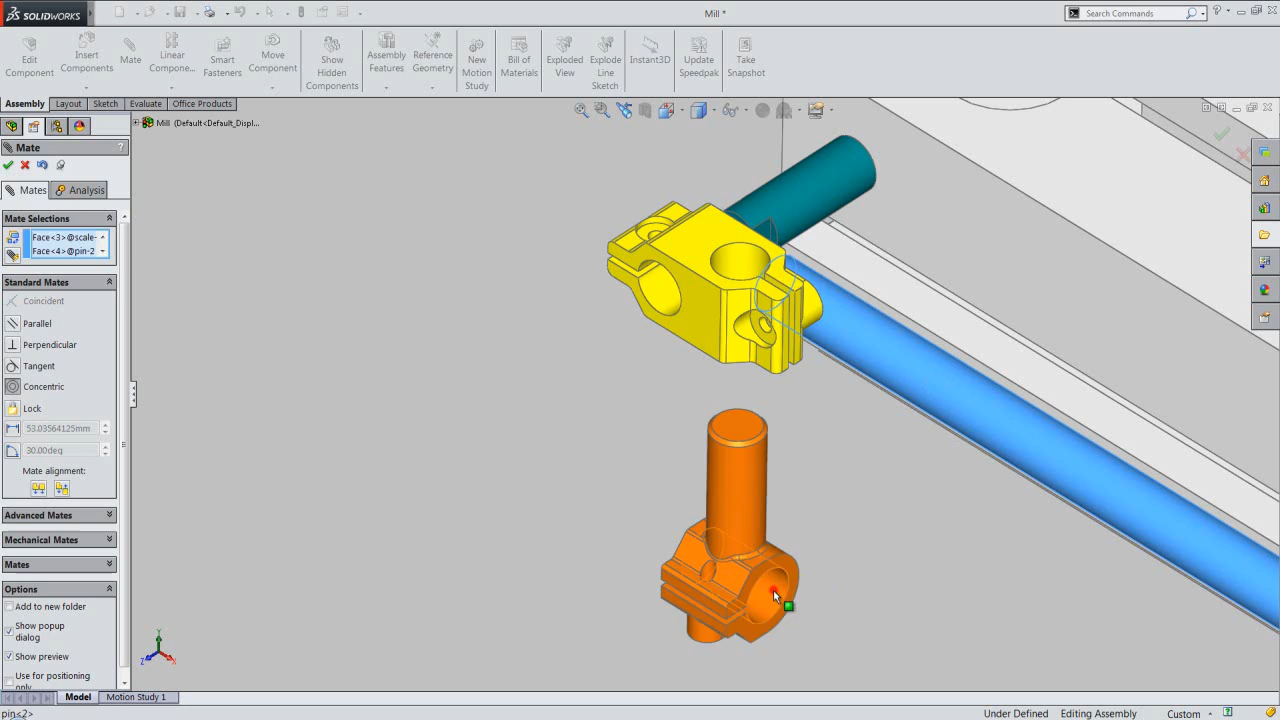 SOLIDWORKS
Mill *
Search Commands
Edit Component
Insert Components
Mate
Linear Compone...
Smart Fasteners
Move Component
Show Hidden Components
Assembly Features
Reference Geometry
New Motion Study
Bill of Materials
Exploded View
Explode Line Sketch
Instant3D
Update Speedpak
Take Snapshot
Assembly
Layout
Sketch
Evaluate
Office Products
Mill (Default<Default_Displ...
Mate
?
Mates
Analysis
Mate Selections
Face<3>@scale-
Face<4>@pin-2
Standard Mates
Coincident
Parallel
Perpendicular
Tangent
Concentric
Lock
53.03564125mm
30.00deg
Mate alignment:
Advanced Mates
Mechanical Mates
Mates
Options
Add to new folder
Show popup
dialog
Show preview
Use for positioning
only
Y
Z
X
Model
Motion Study 1
pin<2>
Under Defined
Editing Assembly
Custom